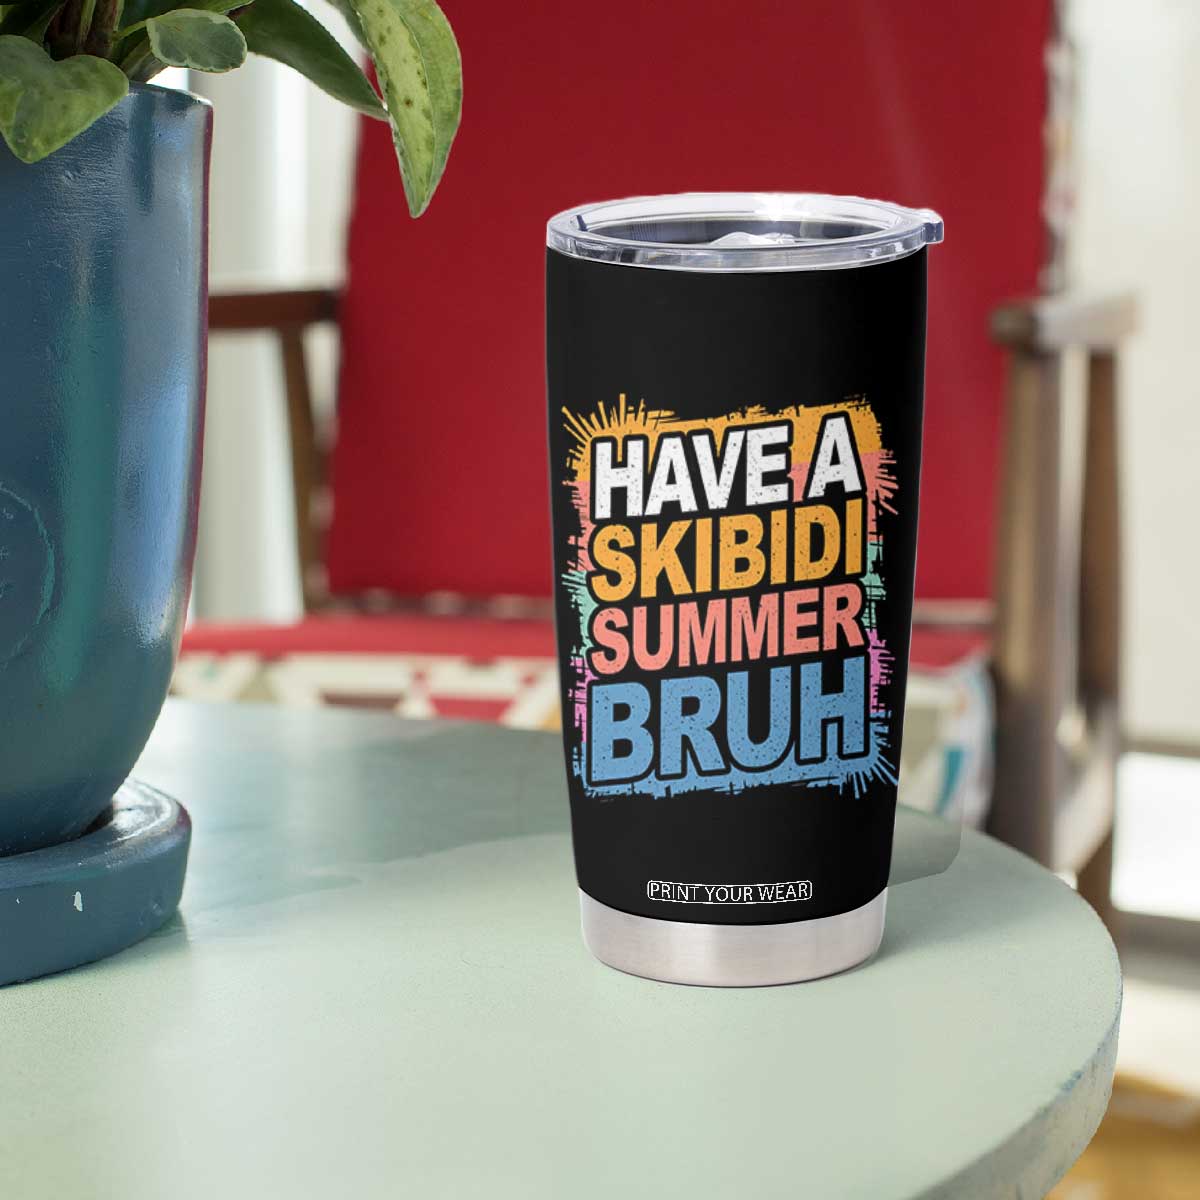 HAVE A
SKIBIDI
SUMMER
BRUH
PRINT YOUR WEAR